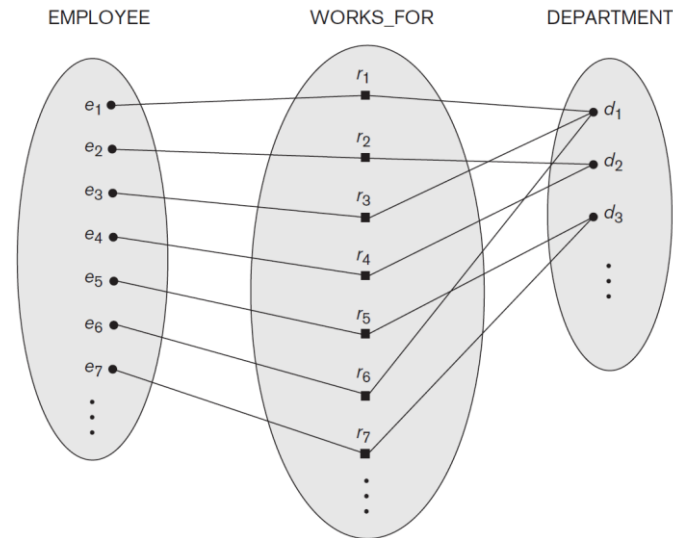 EMPLOYEE WORKS_FOR DEPARTMENT
e1
e2
e3
e4
e5
e6
e7
r1
r2
r3
r4
r5
r6
r7
d1
d2
d3